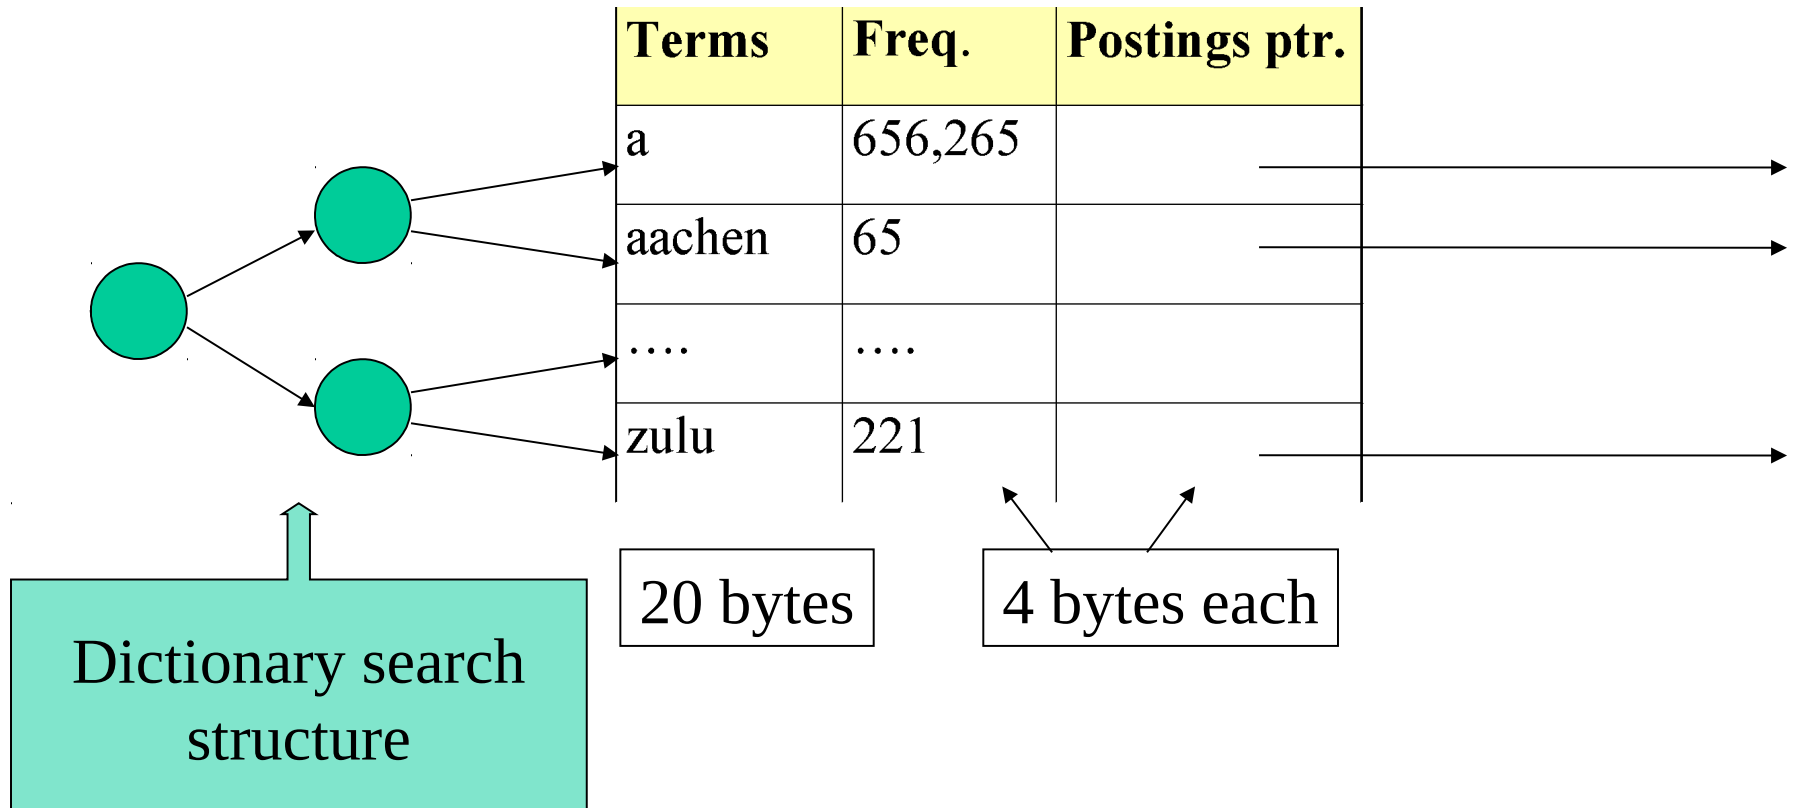 Terms Freq. Postings ptr.
a 656,265
aachen 65
…. ….
zulu 221
20 bytes 4 bytes each
Dictionary search
structure